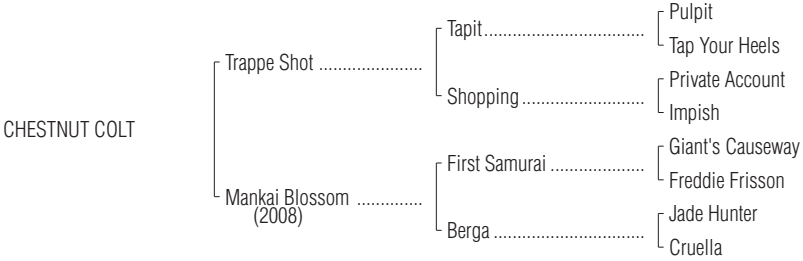 Pulpit
Tapit..................................
Tap Your Heels
Trappe Shot ......................
Private Account
Shopping..........................
Impish
CHESTNUT COLT
Giant's Causeway
First Samurai ....................
Freddie Frisson
Mankai Blossom ..............
(2008)
Jade Hunter
Berga ................................
Cruella